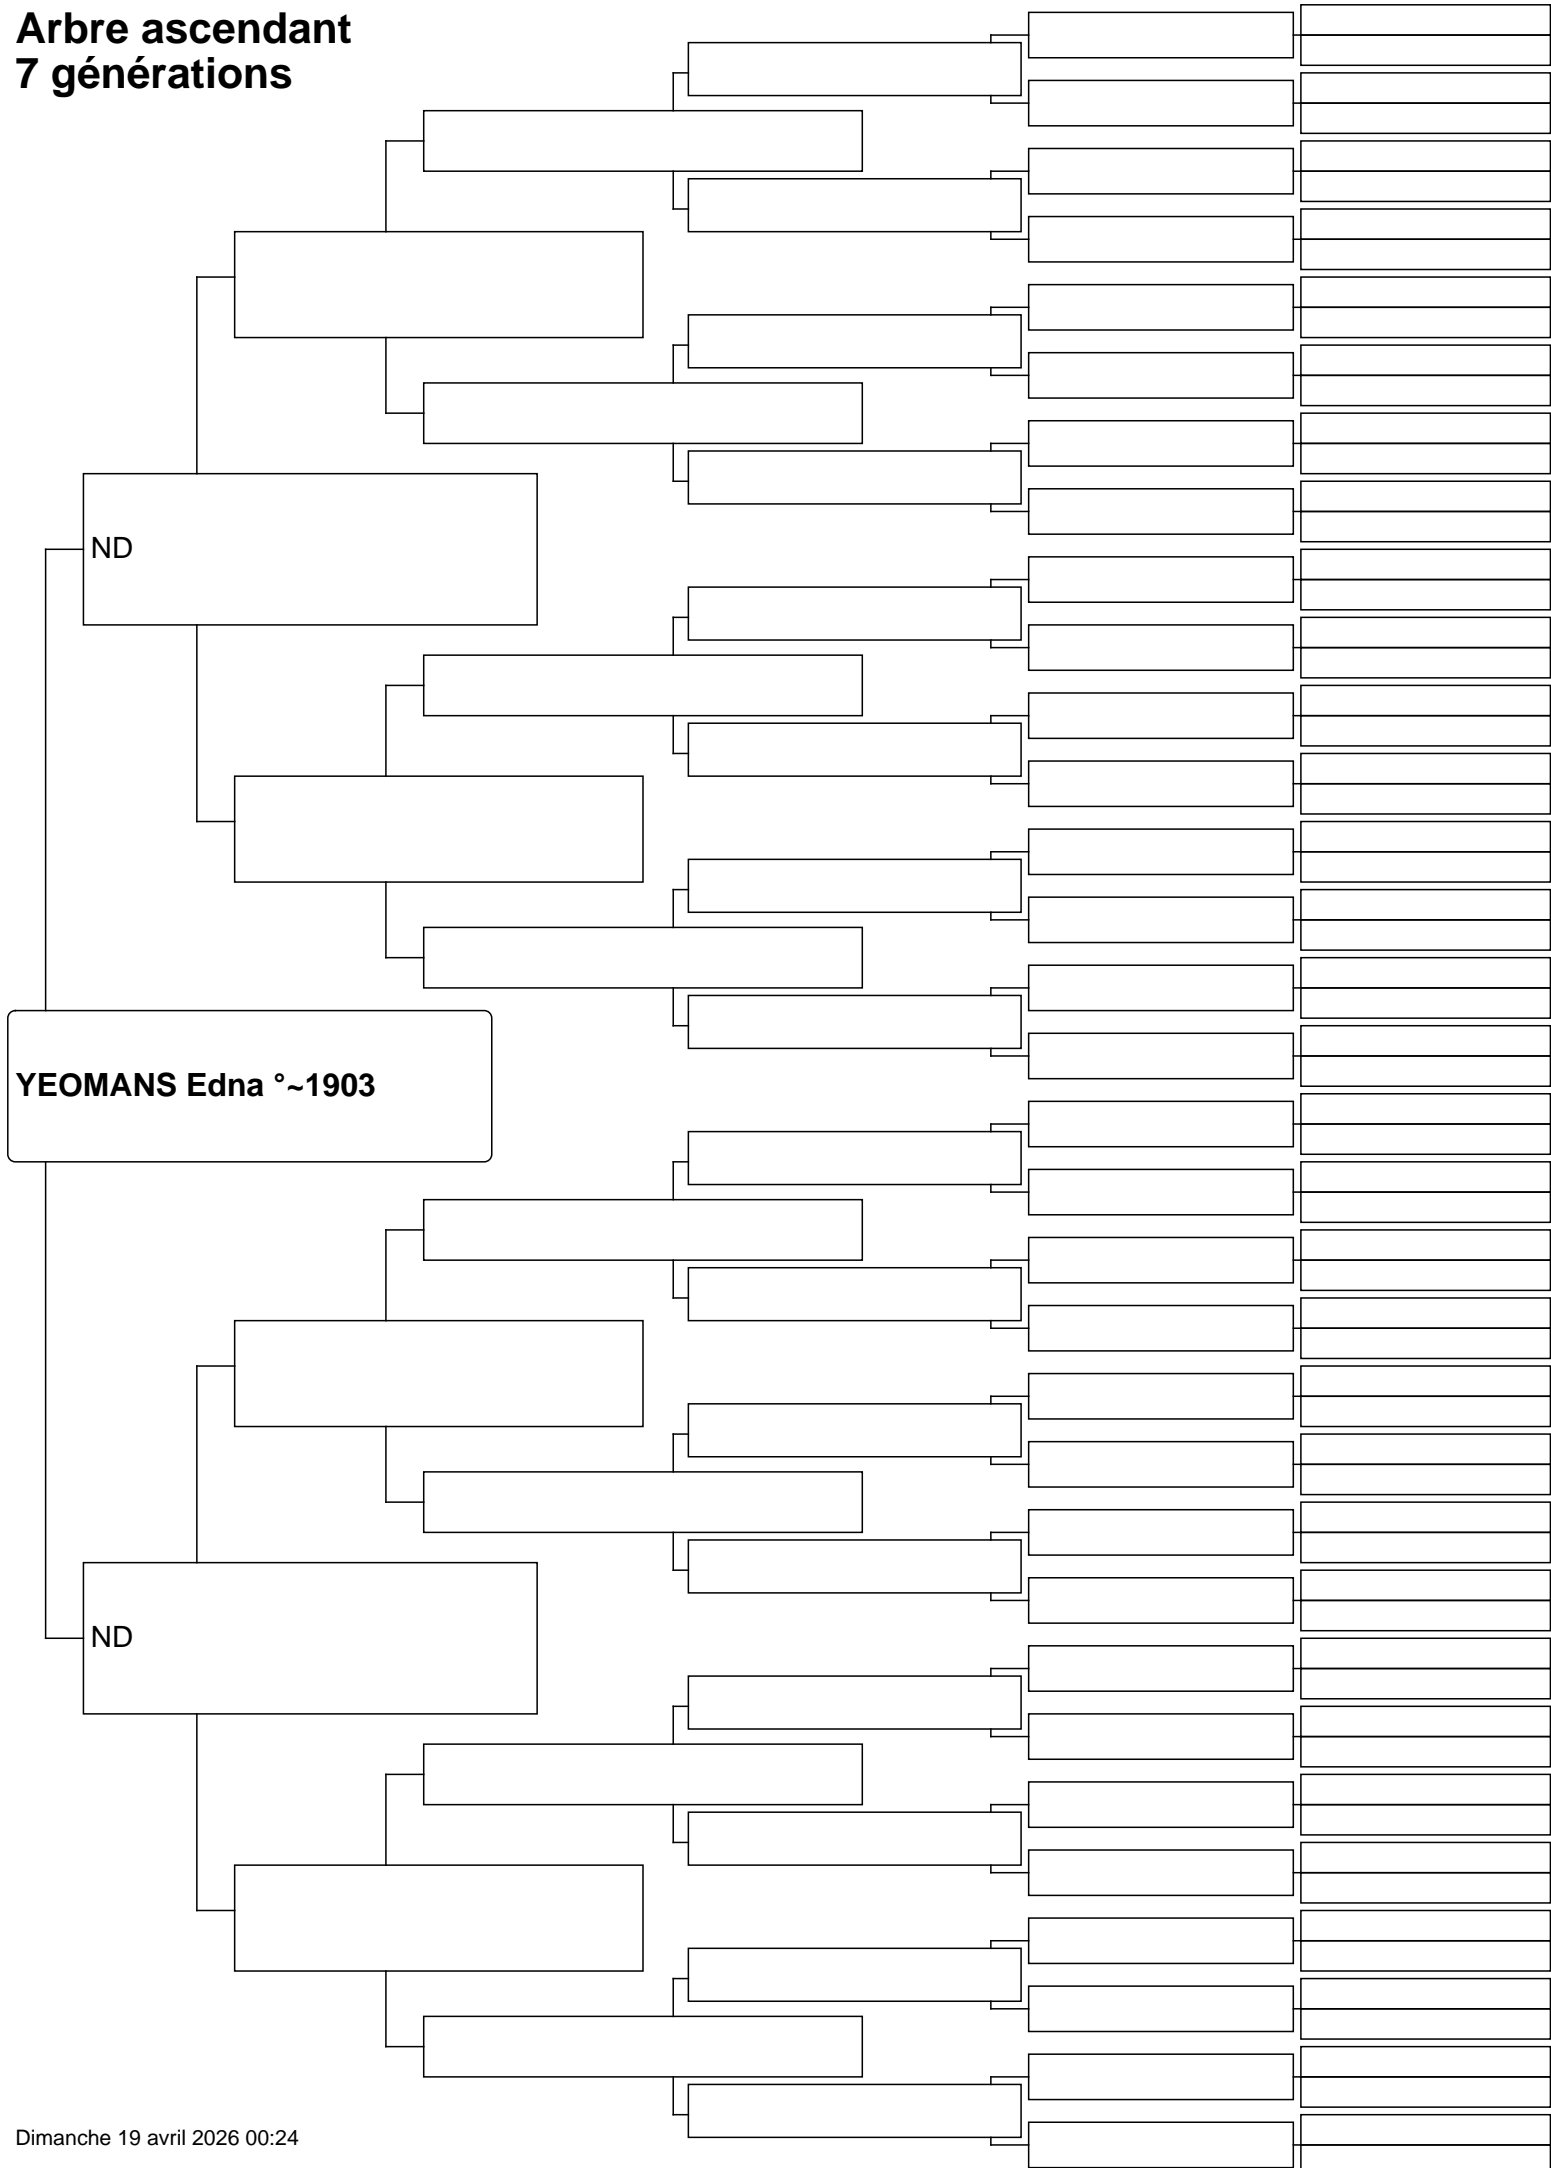 Arbre ascendant
7 générations
ND
YEOMANS Edna °~1903
ND
Dimanche 19 avril 2026 00:24